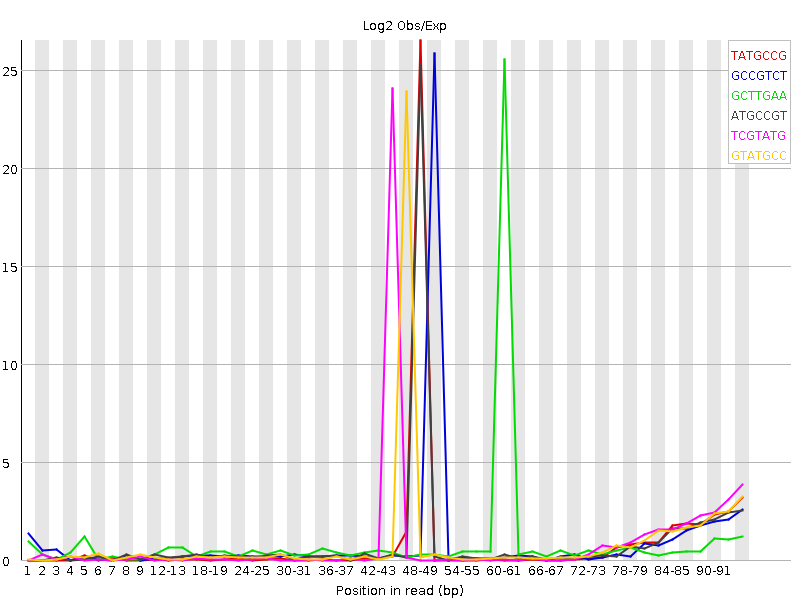 Log2 Obs/Exp
TATGCCG
GCCGTCT
GCTTGAA
ATGCCGT
TCGTATG
GTATGCC
25
20
15
10
5
0
1 2 3 4 5 6 7 8 9 12-13 18-19 24-25 30-31 36-37 42-43 48-49 54-55 60-61 66-67 72-73 78-79 84-85 90-91
Position in read (bp)